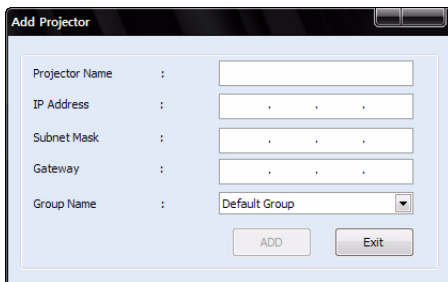 Add Projector
Projector Name :
IP Address : . . .
Subnet Mask : . . .
Gateway : . . .
Group Name : Default Group
ADD Exit